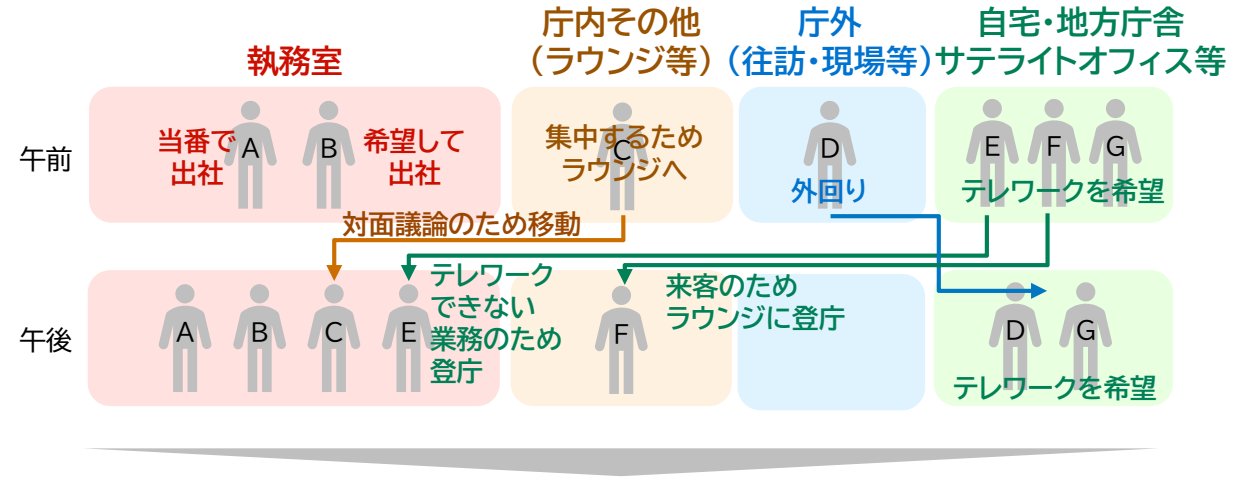 執務室
庁内その他
（ラウンジ等）
庁外
（往訪・現場等）
自宅・地方庁舎
サテライトオフィス等
午前
当番で
出社
A
B
希望して
出社
集中するため
C
ラウンジへ
D
外回り
E
F
G
テレワークを希望
対面議論のため移動
午後
A
B
C
E
テレワーク
できない
業務のため
登庁
F
来客のため
ラウンジに登庁
D
G
テレワークを希望